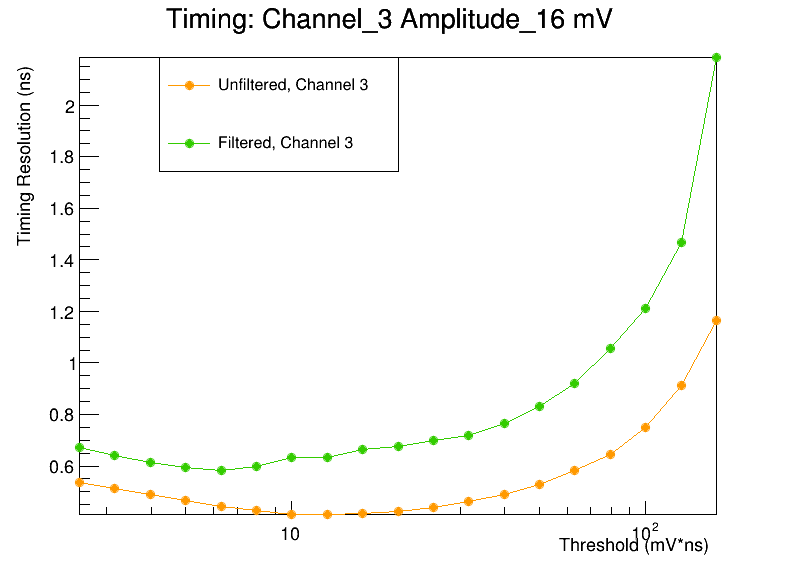 Timing: Channel_3 Amplitude_16 mV
Timing Resolution (ns)
Unfiltered, Channel 3
Filtered, Channel 3
2
1.8
1.6
1.4
1.2
1
0.8
0.6
10
10²
Threshold (mV*ns)